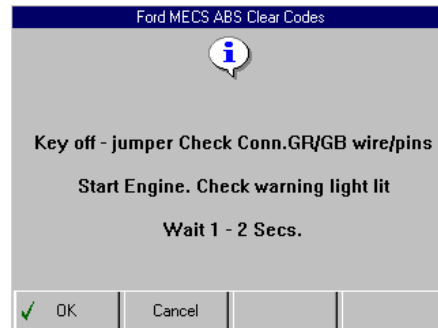 Ford MECS ABS Clear Codes
Key off - jumper Check Conn.GR/GB wire/pins
Start Engine. Check warning light lit
Wait 1 - 2 Secs.
OK Cancel